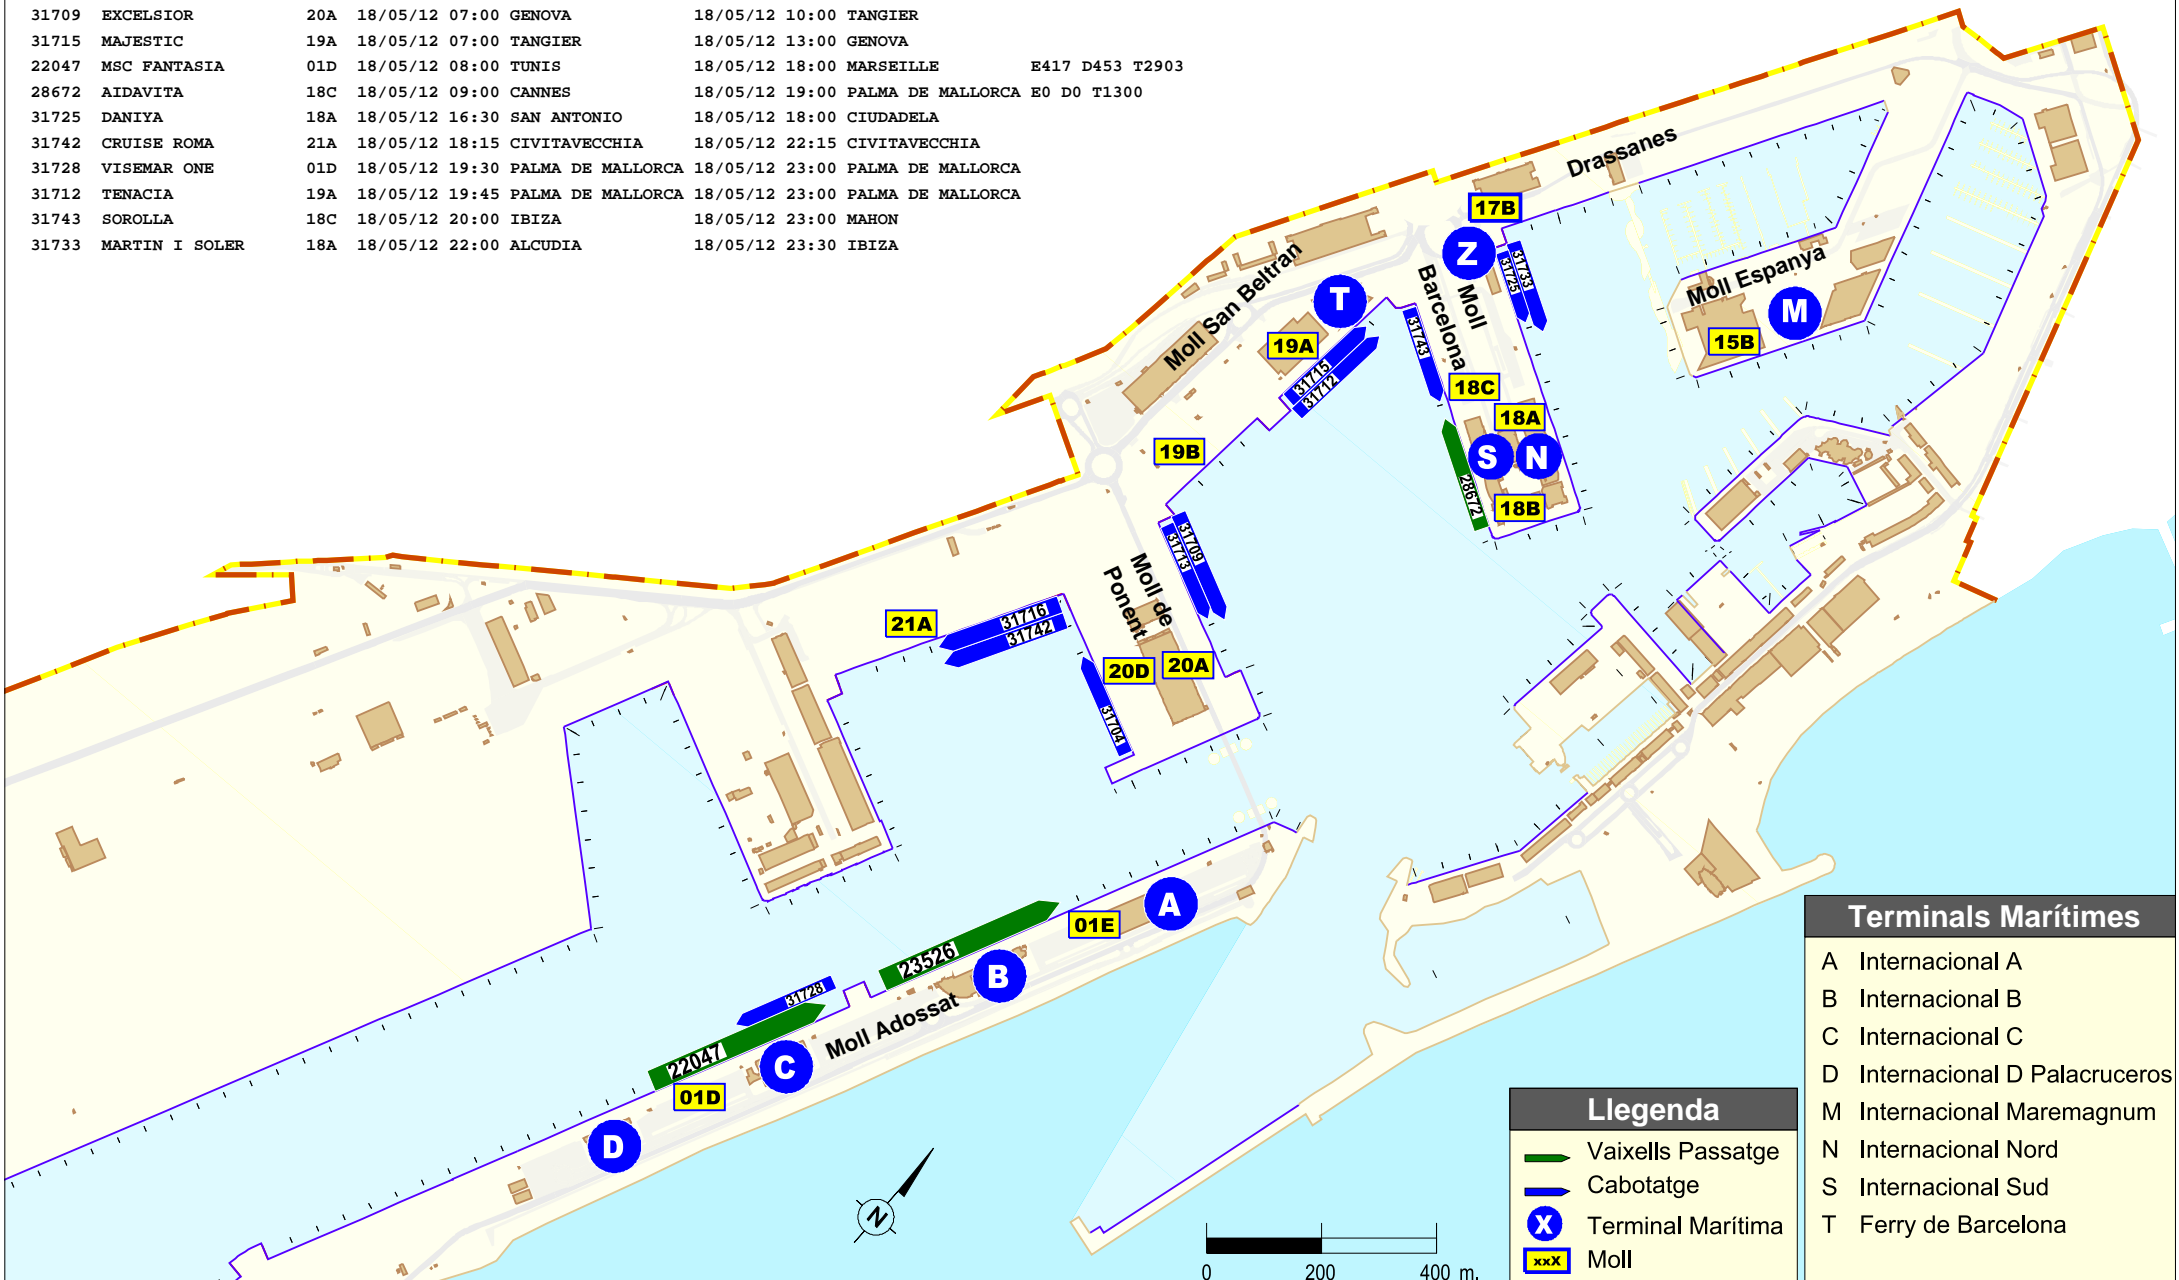 31709 EXCELSIOR 20A 18/05/12 07:00 GENOVA 18/05/12 10:00 TANGIER
31715 MAJESTIC 19A 18/05/12 07:00 TANGIER 18/05/12 13:00 GENOVA
22047 MSC FANTASIA 01D 18/05/12 08:00 TUNIS 18/05/12 18:00 MARSEILLE E417 D453 T2903
28672 AIDAVITA 18C 18/05/12 09:00 CANNES 18/05/12 19:00 PALMA DE MALLORCA E0 D0 T1300
31725 DANIYA 18A 18/05/12 16:30 SAN ANTONIO 18/05/12 18:00 CIUDADELA
31742 CRUISE ROMA 21A 18/05/12 18:15 CIVITAVECCHIA 18/05/12 22:15 CIVITAVECCHIA
31728 VISEMAR ONE 01D 18/05/12 19:30 PALMA DE MALLORCA 18/05/12 23:00 PALMA DE MALLORCA
31712 TENACIA 19A 18/05/12 19:45 PALMA DE MALLORCA 18/05/12 23:00 PALMA DE MALLORCA
31743 SOROLLA 18C 18/05/12 20:00 IBIZA 18/05/12 23:00 MAHON
31733 MARTIN I SOLER 18A 18/05/12 22:00 ALCUDIA 18/05/12 23:30 IBIZA
Drassanes
17B
Z
31733
31725
Moll San Beltran
T
Moll
Barcelona
Moll Espanya
M
15B
19A
31715
31712
31743
18C
18A
S
N
18B
28672
19B
31709
31713
Moll de
Ponent
21A
31716
31742
20D
20A
31704
A
01E
23526
B
31728
Moll Adossat
22047
C
01D
D
N
0 200 400 m.
Llegenda
Vaixells Passatge
Cabotatge
X Terminal Marítima
xxX Moll
Terminals Marítimes
A Internacional A
B Internacional B
C Internacional C
D Internacional D Palacruceros
M Internacional Maremagnum
N Internacional Nord
S Internacional Sud
T Ferry de Barcelona